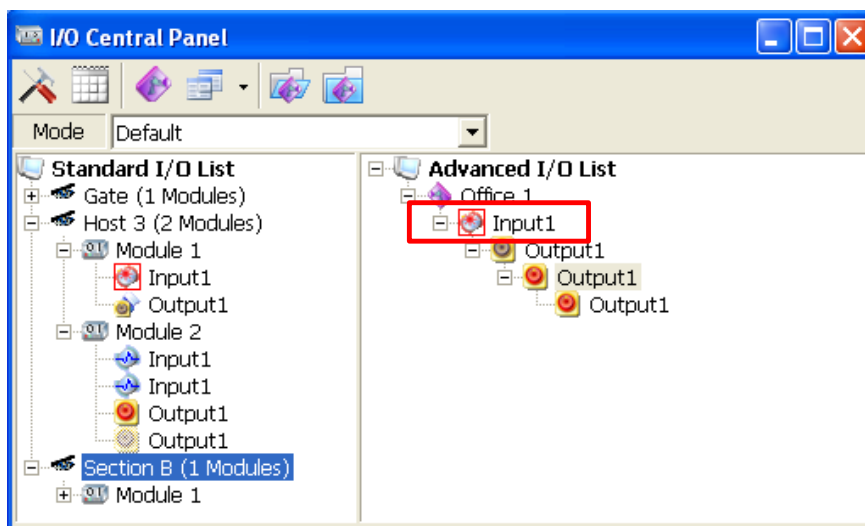 I/O Central Panel
Mode Default
Standard I/O List
Gate (1 Modules)
Host 3 (2 Modules)
Module 1
Input1
Output1
Module 2
Input1
Input1
Output1
Output1
Section B (1 Modules)
Module 1
Advanced I/O List
Office 1
Input1
Output1
Output1
Output1